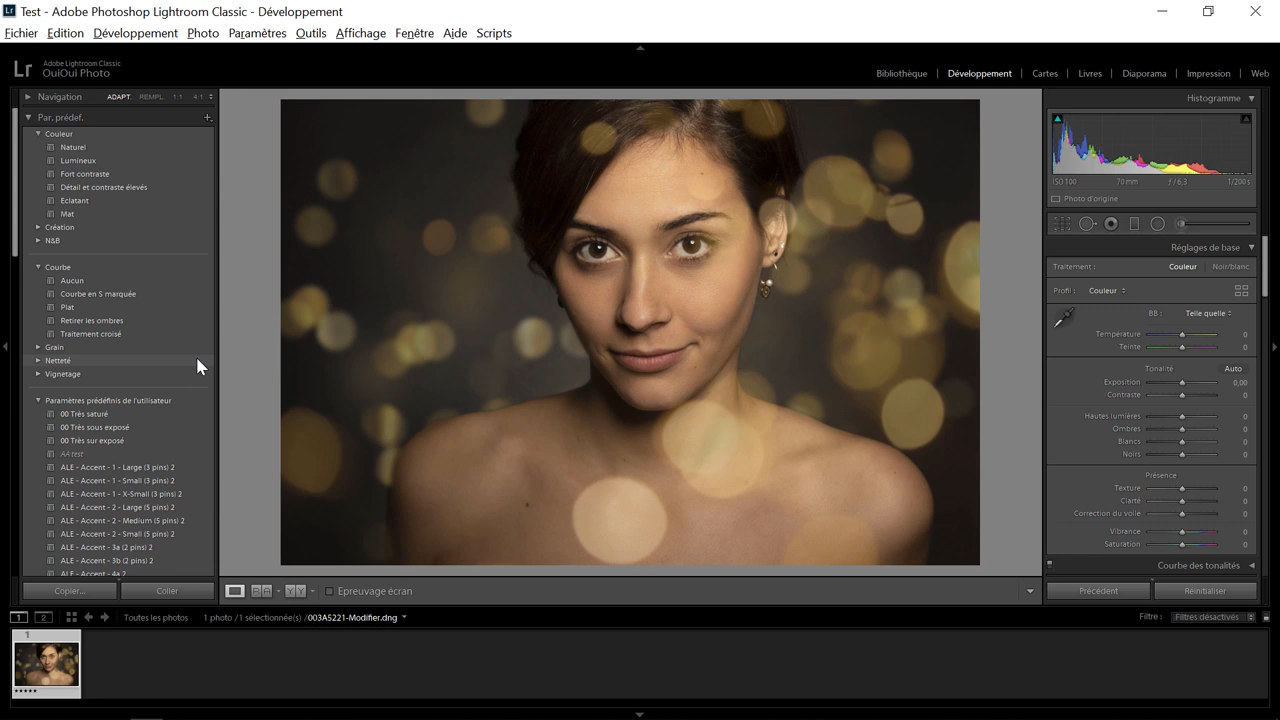 Lr Test - Adobe Photoshop Lightroom Classic - Développement
Fichier Edition Développement Photo Paramètres Outils Affichage Fenêtre Aide Scripts
Lr Adobe Lightroom Classic
OuiOui Photo
Bibliothèque | Développement | Cartes | Livres | Diaporama | Impression | Web
Navigation ADAPT. REMPL. 1:1 4:1
Par. prédef.
Couleur
Naturel
Lumineux
Fort contraste
Détail et contraste élevés
Eclatant
Mat
Création
N&B
Courbe
Aucun
Courbe en S marquée
Plat
Retirer les ombres
Traitement croisé
Grain
Netteté
Vignetage
Paramètres prédéfinis de l'utilisateur
00 Très saturé
00 Très sous exposé
00 Très sur exposé
AA test
ALE - Accent - 1 - Large (3 pins) 2
ALE - Accent - 1 - Small (3 pins) 2
ALE - Accent - 1 - X-Small (3 pins) 2
ALE - Accent - 2 - Large (5 pins) 2
ALE - Accent - 2 - Medium (5 pins) 2
ALE - Accent - 2 - Small (5 pins) 2
ALE - Accent - 3a (2 pins) 2
ALE - Accent - 3b (2 pins) 2
ALE - Accent - 4a 2
Copier... Coller
Histogramme
ISO 100 70 mm ƒ / 6,3 1/200 s
Photo d'origine
Réglages de base
Traitement : Couleur | Noir/blanc
Profil : Couleur
BB : Telle quelle
Température 0
Teinte 0
Tonalité Auto
Exposition 0,00
Contraste 0
Hautes lumières 0
Ombres 0
Blancs 0
Noirs 0
Présence
Texture 0
Clarté 0
Correction du voile 0
Vibrance 0
Saturation 0
Courbe des tonalités
Précédent Réinitialiser
Epreuvage écran
1 2 Toutes les photos 1 photo /1 sélectionnée(s) /003A5221-Modifier.dng Filtre : Filtres désactivés
1